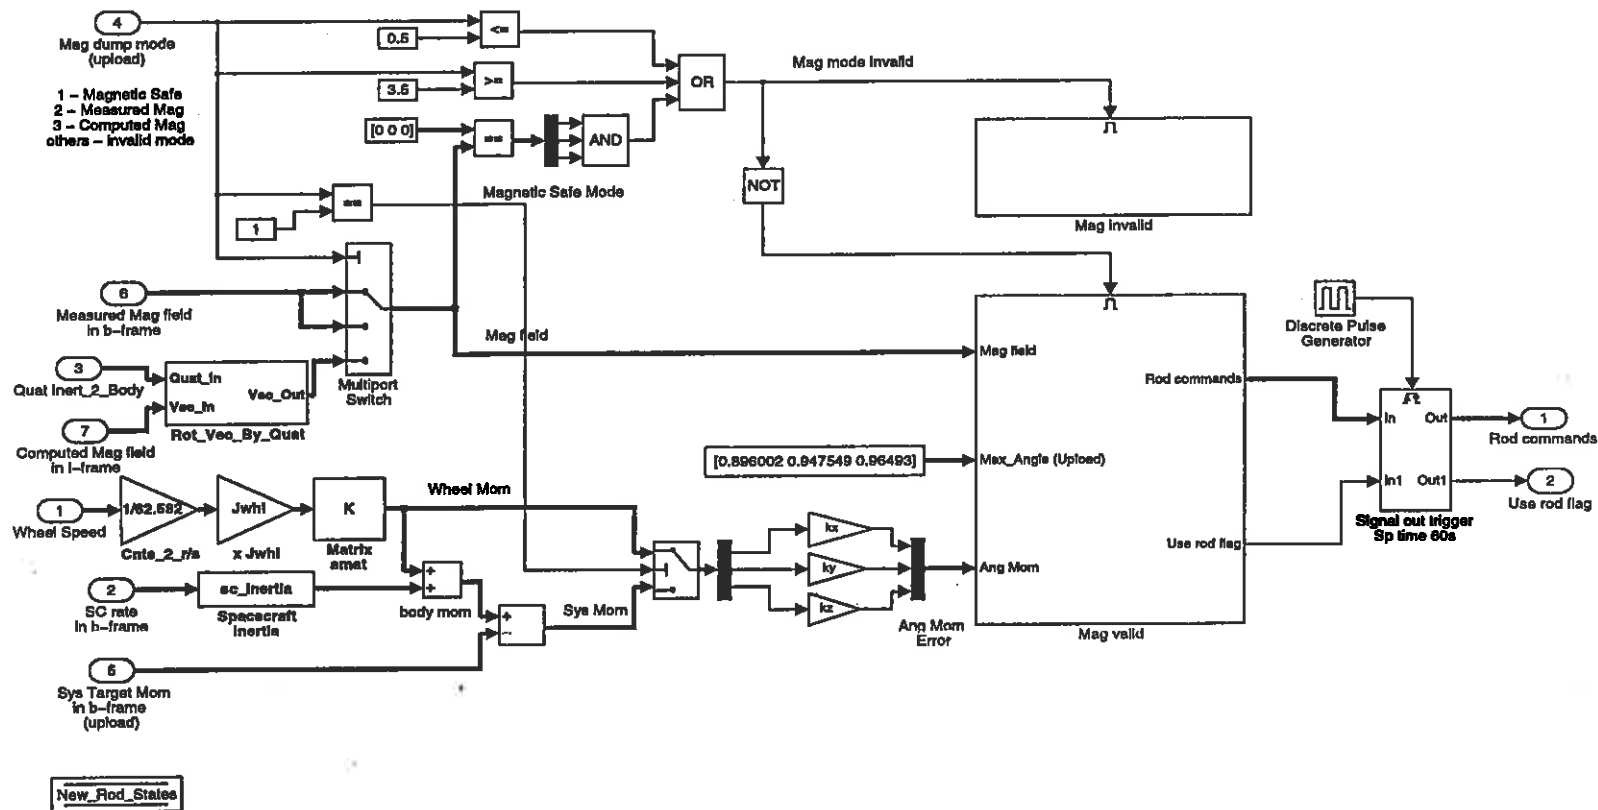 4
Mag dump mode
(upload)
1 - Magnetic Safe
2 - Measured Mag
3 - Computed Mag
others - invalid mode
0.5
<=
3.5
>=
[0 0 0]
==
AND
OR
Mag mode invalid
NOT
Mag invalid
Magnetic Safe Mode
==
1
6
Measured Mag field
in b-frame
3
Quat Inert_2_Body
7
Computed Mag field
in I-frame
Quat_In
Vec_In
Vec_Out
Rot_Vec_By_Quat
Multiport
Switch
Mag field
Mag field
Rod commands
Max_Angle (Upload)
Use rod flag
Ang Mom
Mag valid
[0.896002 0.947549 0.96493]
Discrete Pulse
Generator
In
Out
In1
Out1
Signal out trigger
Sp time 60s
1
Rod commands
2
Use rod flag
1
Wheel Speed
1/62.582
Cnts_2_r/s
Jwhl
x Jwhl
K
Matrix
amat
Wheel Mom
2
SC rate
in b-frame
sc_inertia
Spacecraft
Inertia
+
+
body mom
+
-
Sys Mom
kx
ky
kz
Ang Mom
Error
5
Sys Target Mom
in b-frame
(upload)
New_Rod_States